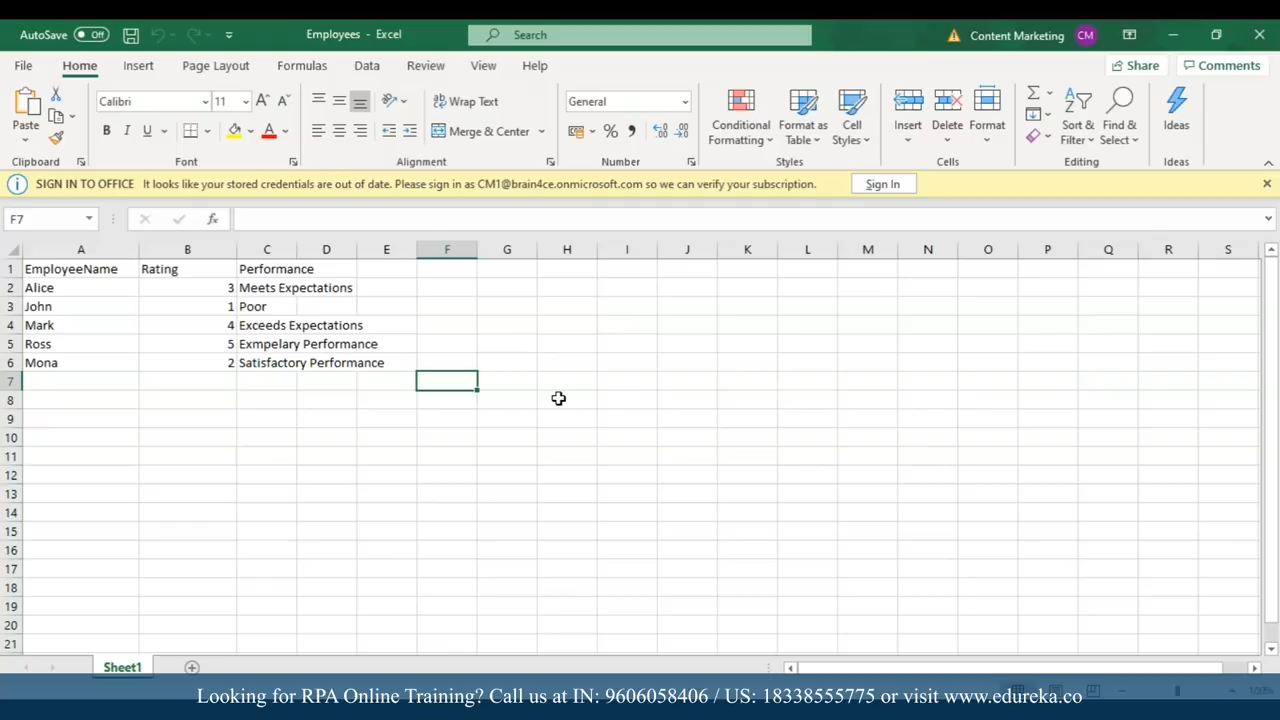 AutoSave Off Employees - Excel Search Content Marketing CM
File Home Insert Page Layout Formulas Data Review View Help Share Comments
Paste Calibri 11 A A Wrap Text General Conditional Formatting Format as Table Cell Styles Insert Delete Format Sort & Filter Find & Select Ideas
B I U A Merge & Center % ,
Clipboard Font Alignment Number Styles Cells Editing Ideas
SIGN IN TO OFFICE It looks like your stored credentials are out of date. Please sign in as CM1@brain4ce.onmicrosoft.com so we can verify your subscription. Sign In
F7 fx
A B C D E F G H I J K L M N O P Q R S
1 EmployeeName Rating Performance
2 Alice 3 Meets Expectations
3 John 1 Poor
4 Mark 4 Exceeds Expectations
5 Ross 5 Exmpelary Performance
6 Mona 2 Satisfactory Performance
7
8
9
10
11
12
13
14
15
16
17
18
19
20
21
Sheet1
Looking for RPA Online Training? Call us at IN: 9606058406 / US: 18338555775 or visit www.edureka.co
100%